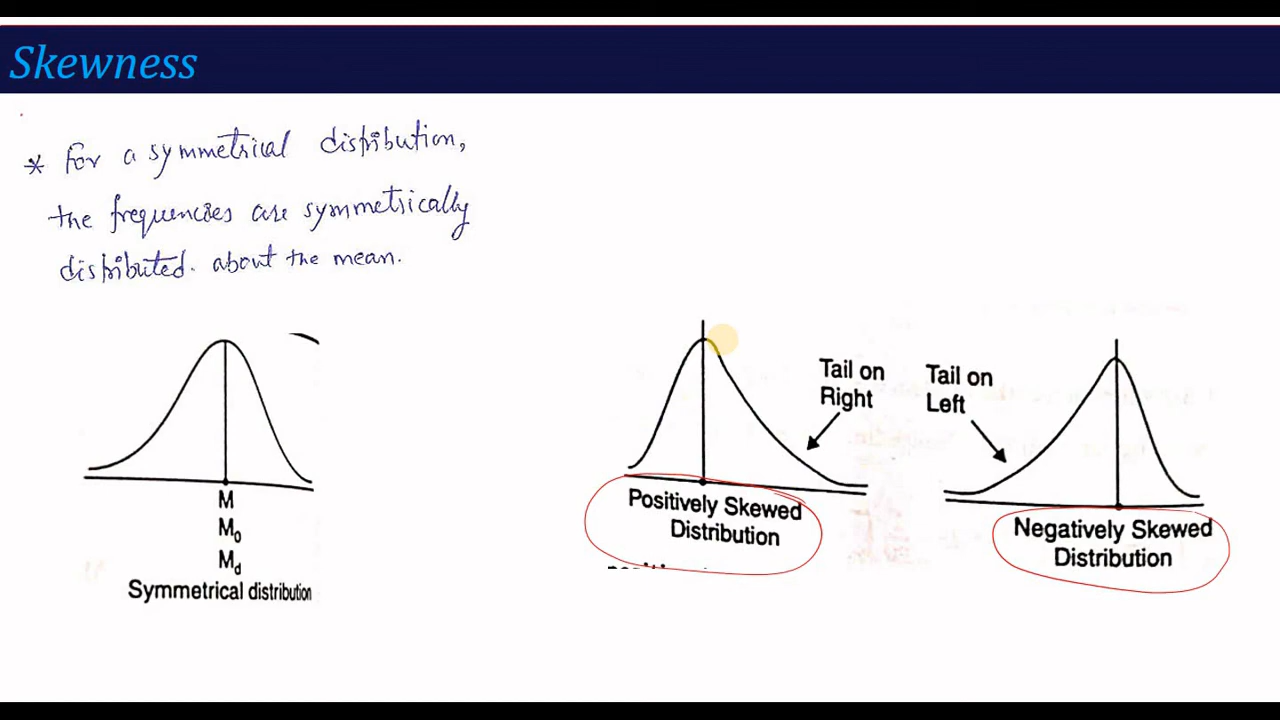 Skewness
* For a symmetrical distribution,
the frequencies are symmetrically
distributed. about the mean.
M
M₀
M_d
Symmetrical distribution
Tail on
Right
Positively Skewed
Distribution
Tail on
Left
Negatively Skewed
Distribution